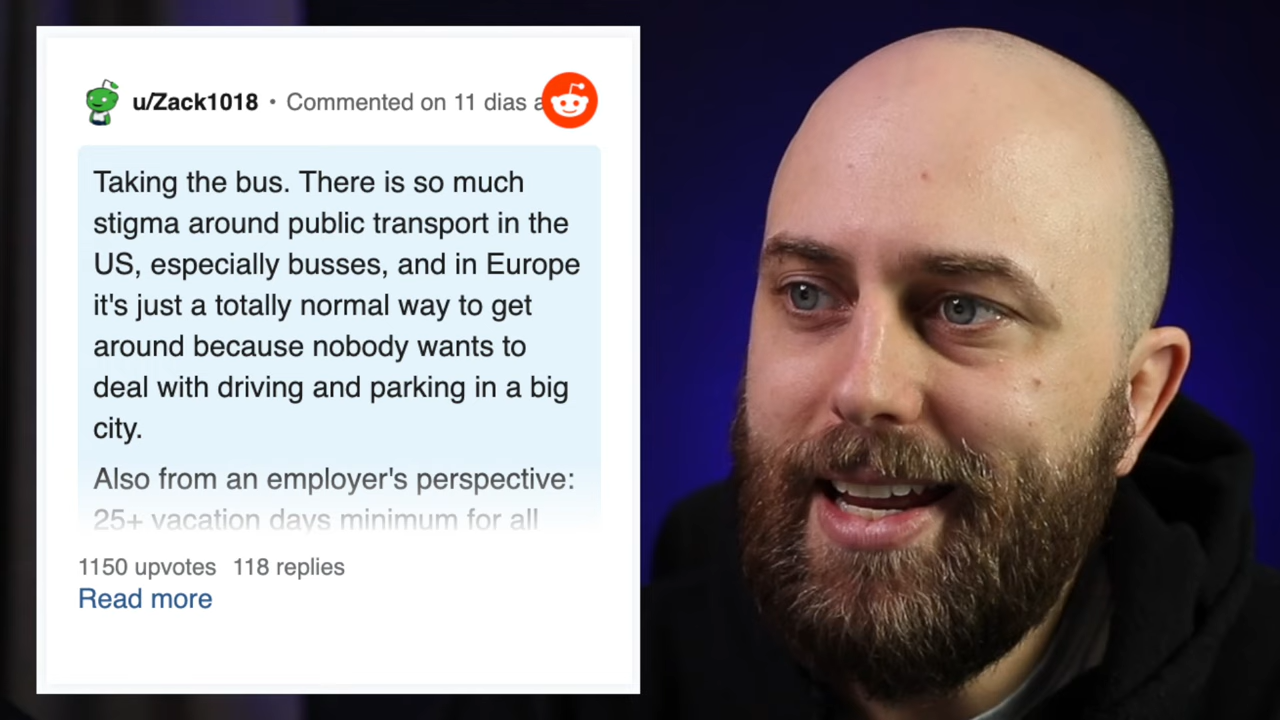 u/Zack1018 • Commented on 11 dias a
Taking the bus. There is so much
stigma around public transport in the
US, especially busses, and in Europe
it's just a totally normal way to get
around because nobody wants to
deal with driving and parking in a big
city.
Also from an employer's perspective:
25+ vacation days minimum for all
1150 upvotes 118 replies
Read more